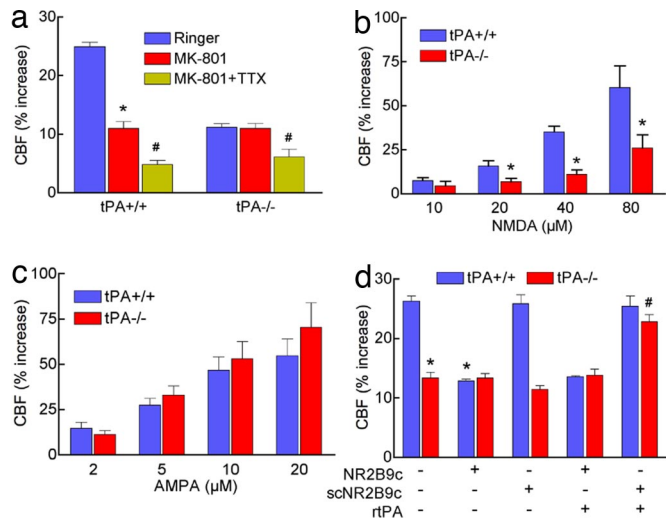 a
CBF (% increase)
30
20
10
0
Ringer
MK-801
MK-801+TTX
*
#
#
tPA+/+ tPA-/-
b
CBF (% increase)
100
75
50
25
0
tPA+/+
tPA-/-
* * *
10 20 40 80
NMDA (µM)
c
CBF (% increase)
100
75
50
25
0
tPA+/+
tPA-/-
2 5 10 20
AMPA (µM)
d
CBF (% increase)
30
20
10
0
tPA+/+ tPA-/-
* * #
NR2B9c - + - + -
scNR2B9c - - + - +
rtPA - - - + +